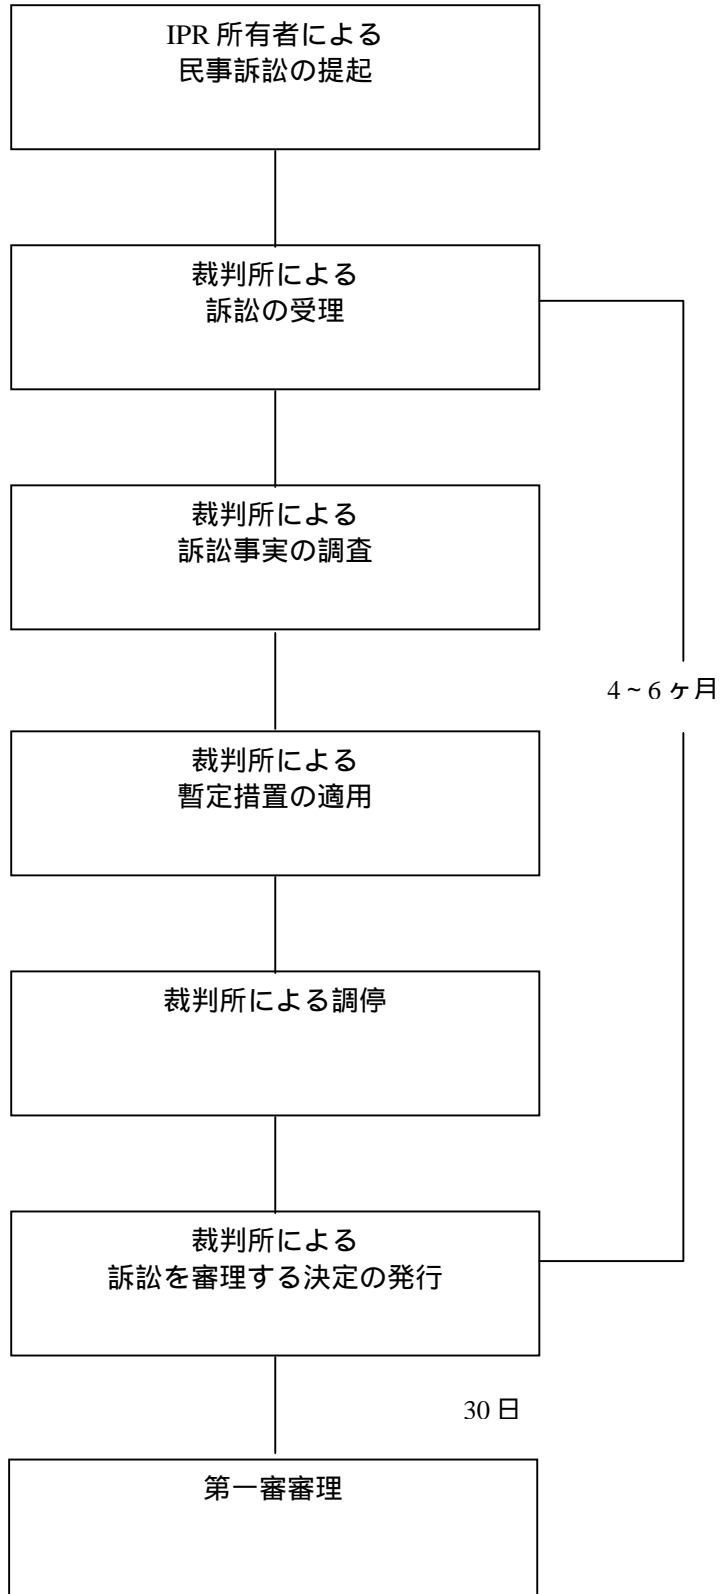 IPR 所有者による
民事訴訟の提起
裁判所による
訴訟の受理
裁判所による
訴訟事実の調査
4~6 ヶ月
裁判所による
暫定措置の適用
裁判所による調停
裁判所による
訴訟を審理する決定の発行
30 日
第一審審理